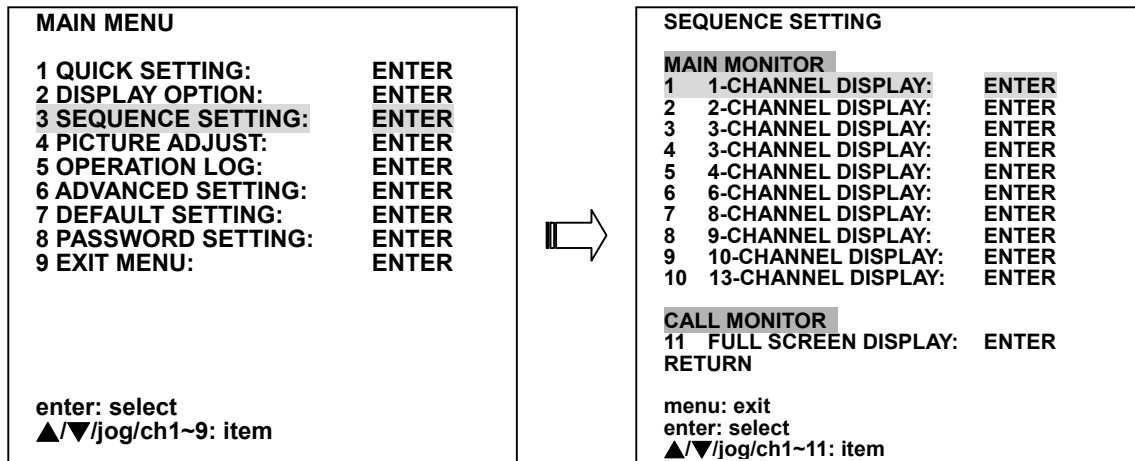 MAIN MENU
1 QUICK SETTING: ENTER
2 DISPLAY OPTION: ENTER
3 SEQUENCE SETTING: ENTER
4 PICTURE ADJUST: ENTER
5 OPERATION LOG: ENTER
6 ADVANCED SETTING: ENTER
7 DEFAULT SETTING: ENTER
8 PASSWORD SETTING: ENTER
9 EXIT MENU: ENTER
enter: select
▲/▼/jog/ch1~9: item
SEQUENCE SETTING
MAIN MONITOR
1 1-CHANNEL DISPLAY: ENTER
2 2-CHANNEL DISPLAY: ENTER
3 3-CHANNEL DISPLAY: ENTER
4 3-CHANNEL DISPLAY: ENTER
5 4-CHANNEL DISPLAY: ENTER
6 6-CHANNEL DISPLAY: ENTER
7 8-CHANNEL DISPLAY: ENTER
8 9-CHANNEL DISPLAY: ENTER
9 10-CHANNEL DISPLAY: ENTER
10 13-CHANNEL DISPLAY: ENTER
CALL MONITOR
11 FULL SCREEN DISPLAY: ENTER
RETURN
menu: exit
enter: select
▲/▼/jog/ch1~11: item